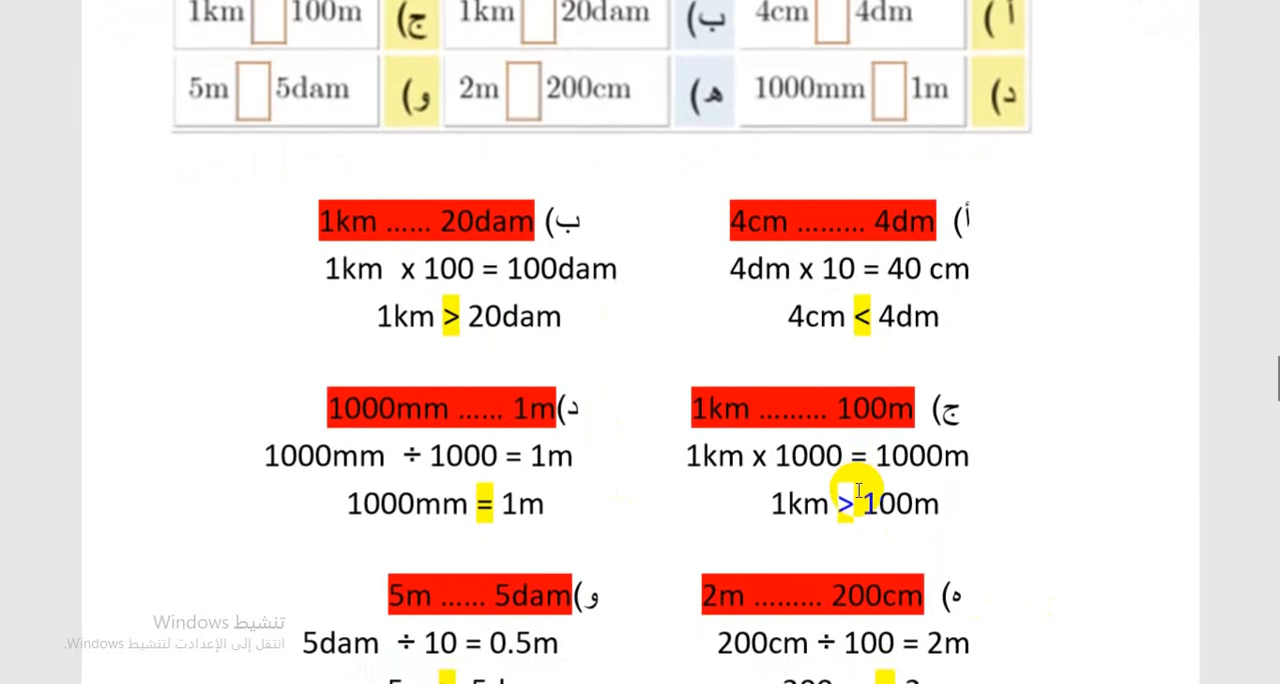 أ) 4cm □ 4dm ب) 1km □ 20dam ج) 1km □ 100m
د) 1000mm □ 1m هـ) 2m □ 200cm و) 5m □ 5dam
أ) 4cm ......... 4dm
4dm x 10 = 40 cm
4cm < 4dm
ب) 1km ...... 20dam
1km x 100 = 100dam
1km > 20dam
ج) 1km ......... 100m
1km x 1000 = 1000m
1km > 100m
د) 1000mm ...... 1m
1000mm ÷ 1000 = 1m
1000mm = 1m
ه) 2m ......... 200cm
200cm ÷ 100 = 2m
و) 5m ...... 5dam
5dam ÷ 10 = 0.5m
تنشيط Windows
انتقل إلى الإعدادت لتنشيط Windows.